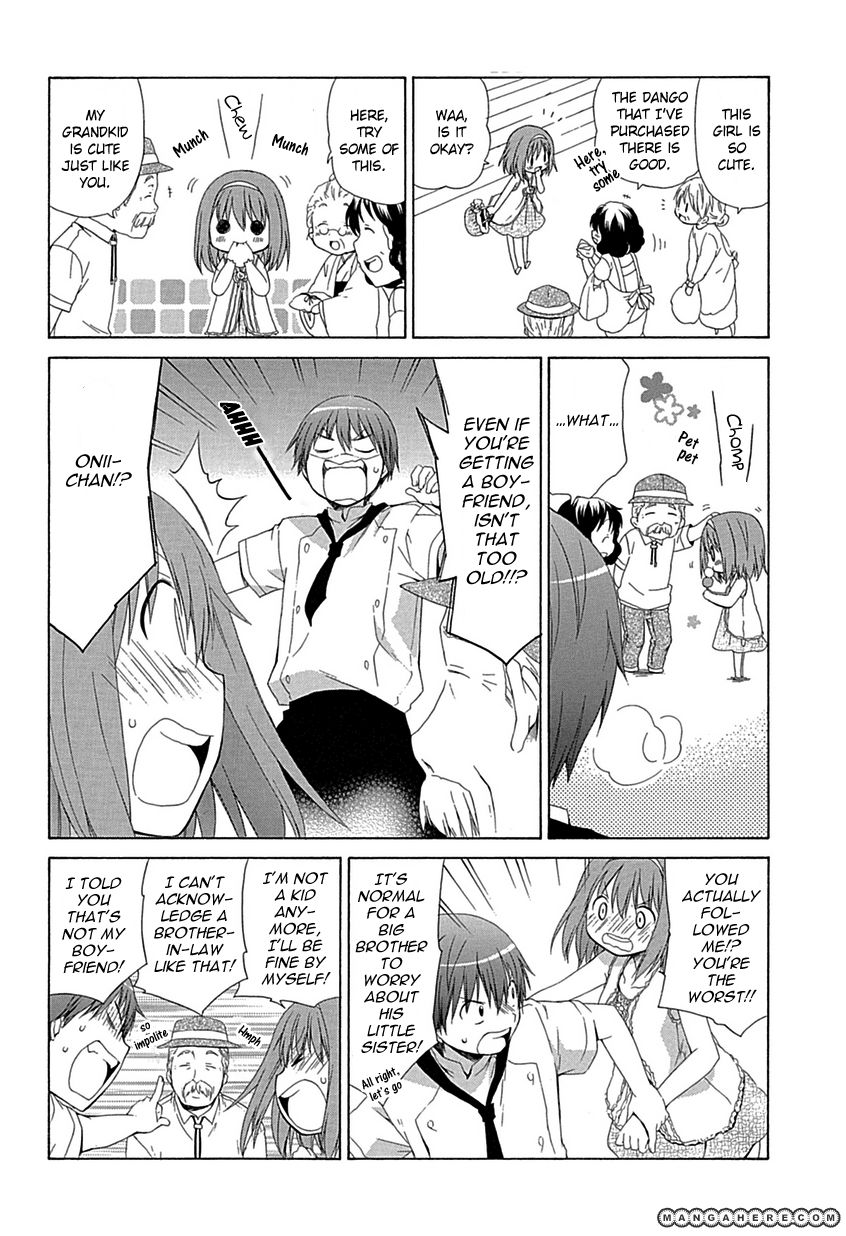 THIS
GIRL IS
SO
CUTE.
THE DANGO
THAT I'VE
PURCHASED
THERE IS
GOOD.
Here,
try
some
WAA,
IS IT
OKAY?
HERE,
TRY
SOME OF
THIS.
Munch
Chew
Munch
MY
GRANDKID
IS CUTE
JUST LIKE
YOU.
Chomp
Pet
pet
...WHAT...
EVEN IF
YOU'RE
GETTING
A BOY-
FRIEND,
ISN'T
THAT
TOO
OLD!!?
AHHH
ONII-
CHAN!?
YOU
ACTUALLY
FOL-
LOWED
ME!?
YOU'RE
THE
WORST!!
IT'S
NORMAL
FOR A
BIG
BROTHER
TO
WORRY
ABOUT
HIS
LITTLE
SISTER!
All right,
let's go
I'M NOT
A KID
ANY-
MORE,
I'LL BE
FINE BY
MYSELF!
Hmph
I CAN'T
ACKNOW-
LEDGE A
BROTHER-
IN-LAW
LIKE THAT!
so
impolite
I TOLD
YOU
THAT'S
NOT MY
BOY-
FRIEND!
MANGAHERE.COM